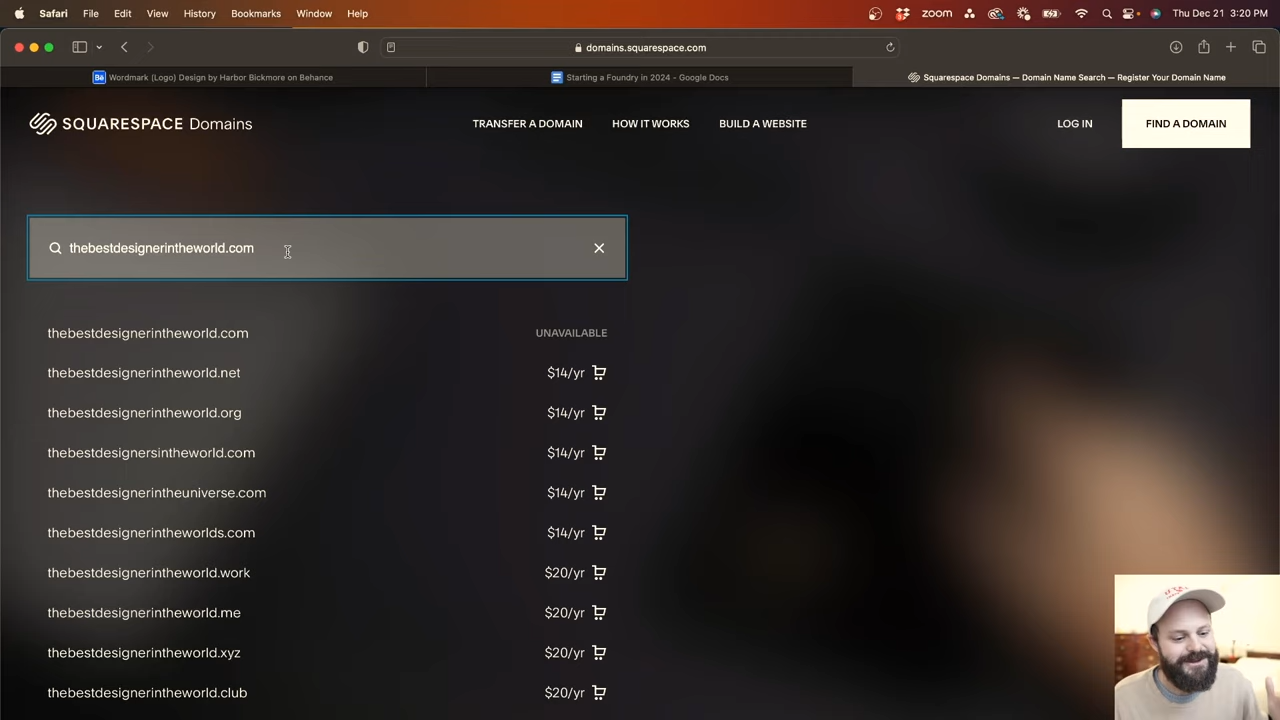 Safari File Edit View History Bookmarks Window Help zoom Thu Dec 21 3:20 PM
domains.squarespace.com
Bē Wordmark (Logo) Design by Harbor Bickmore on Behance
Starting a Foundry in 2024 - Google Docs
Squarespace Domains — Domain Name Search — Register Your Domain Name
SQUARESPACE Domains
TRANSFER A DOMAIN
HOW IT WORKS
BUILD A WEBSITE
LOG IN
FIND A DOMAIN
thebestdesignerintheworld.com
thebestdesignerintheworld.com UNAVAILABLE
thebestdesignerintheworld.net $14/yr
thebestdesignerintheworld.org $14/yr
thebestdesignersintheworld.com $14/yr
thebestdesignerintheuniverse.com $14/yr
thebestdesignerintheworlds.com $14/yr
thebestdesignerintheworld.work $20/yr
thebestdesignerintheworld.me $20/yr
thebestdesignerintheworld.xyz $20/yr
thebestdesignerintheworld.club $20/yr